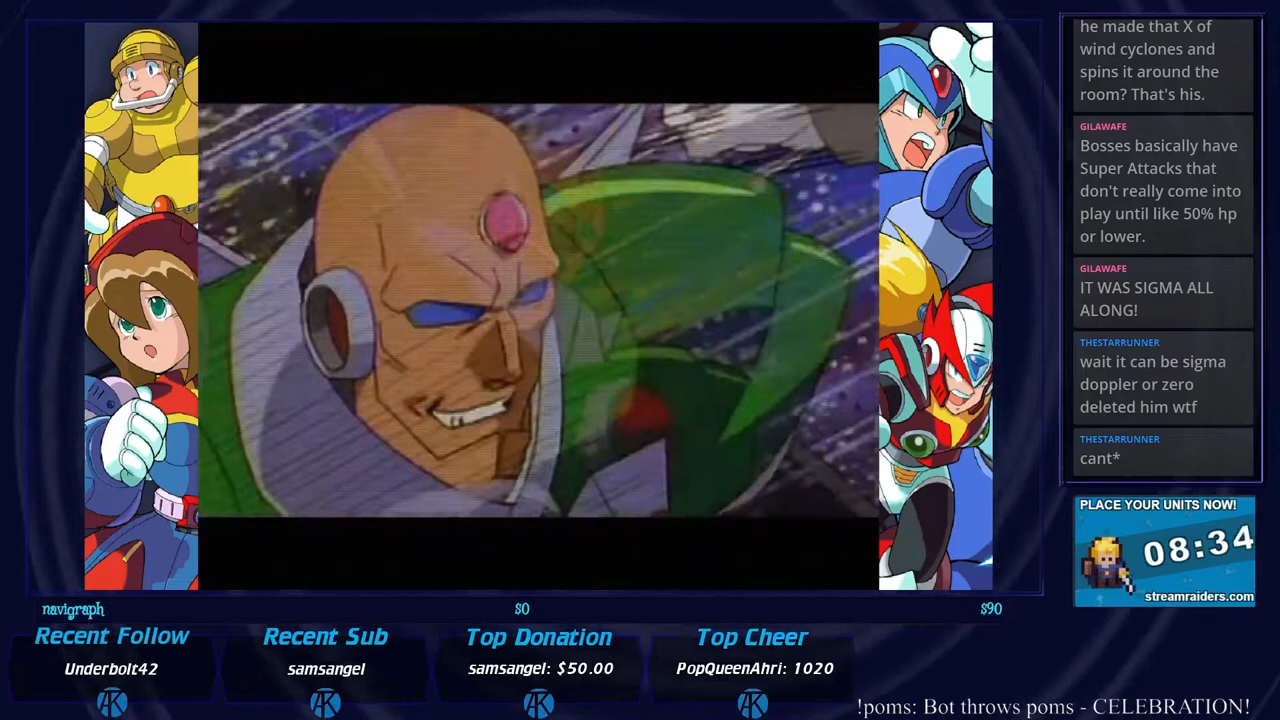 he made that X of
wind cyclones and
spins it around the
room? That's his.
GILAWAFE
Bosses basically have
Super Attacks that
don't really come into
play until like 50% hp
or lower.
GILAWAFE
IT WAS SIGMA ALL
ALONG!
THESTARRUNNER
wait it can be sigma
doppler or zero
deleted him wtf
THESTARRUNNER
cant*
PLACE YOUR UNITS NOW!
08:34
streamraiders.com
navigraph
$0
$90
Recent Follow
Underbolt42
Recent Sub
samsangel
Top Donation
samsangel: $50.00
Top Cheer
PopQueenAhri: 1020
AK
AK
AK
AK
!poms: Bot throws poms - CELEBRATION!